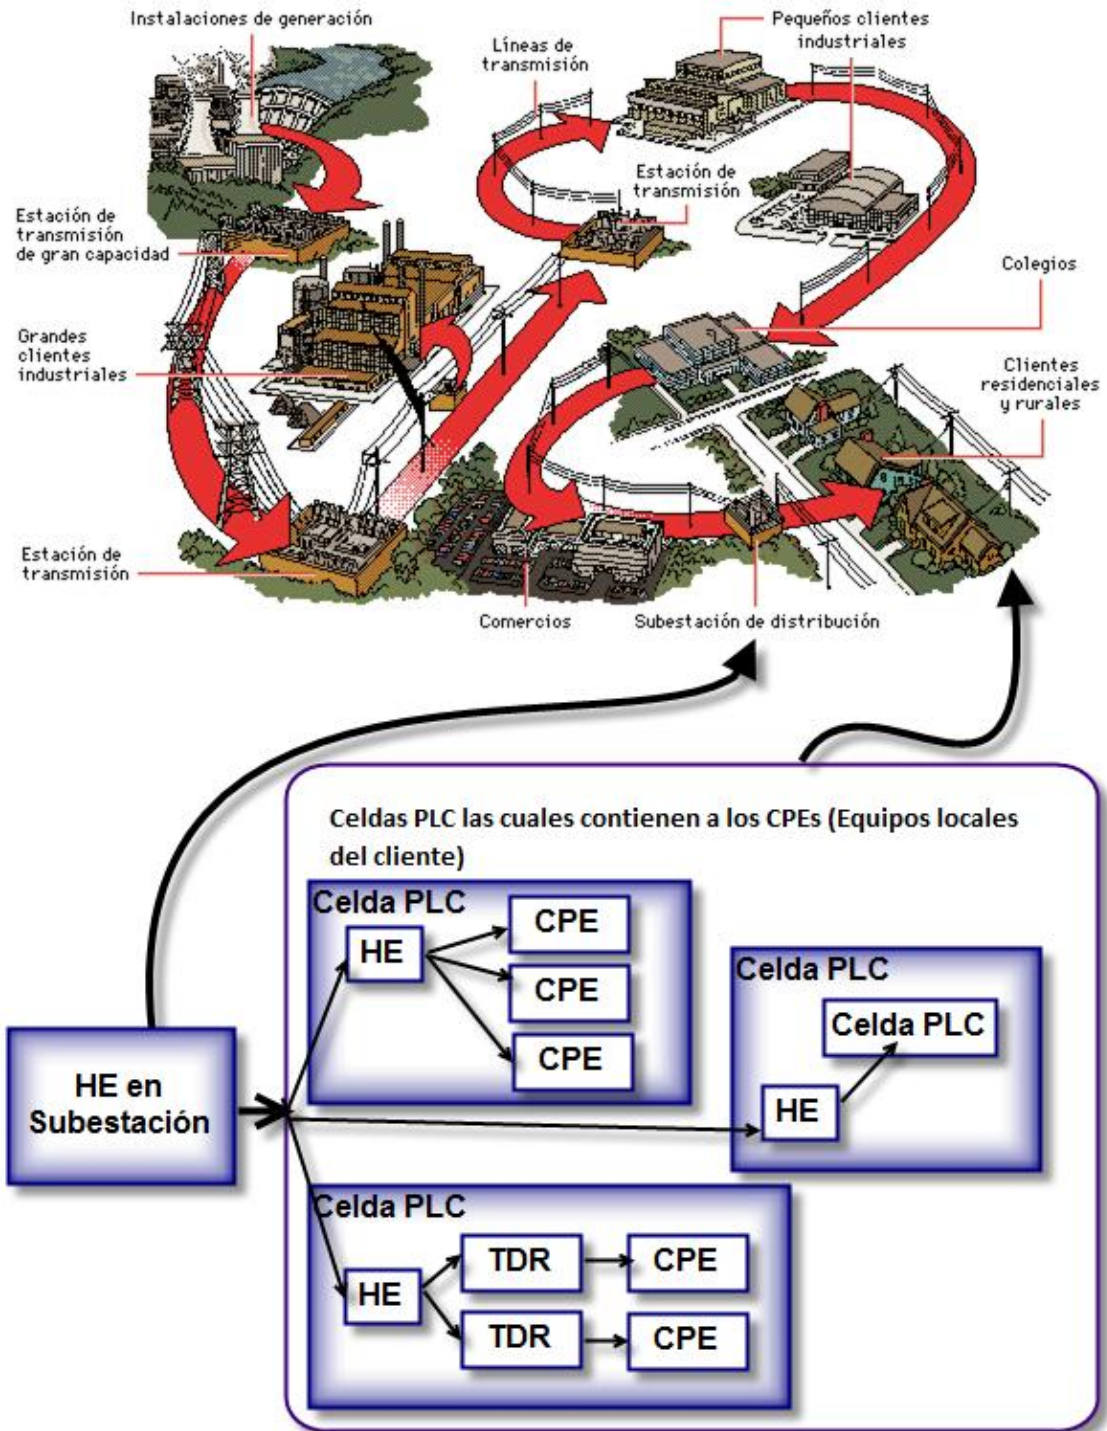 Instalaciones de generación
Líneas de
transmisión
Pequeños clientes
industriales
Estación de
transmisión
Estación de
transmisión
de gran capacidad
Colegios
Grandes
clientes
industriales
Clientes
residenciales
y rurales
Estación de
transmisión
Comercios
Subestación de distribución
Celdas PLC las cuales contienen a los CPEs (Equipos locales
del cliente)
Celda PLC
HE
CPE
CPE
CPE
Celda PLC
Celda PLC
HE
HE en
Subestación
Celda PLC
HE
TDR
CPE
TDR
CPE